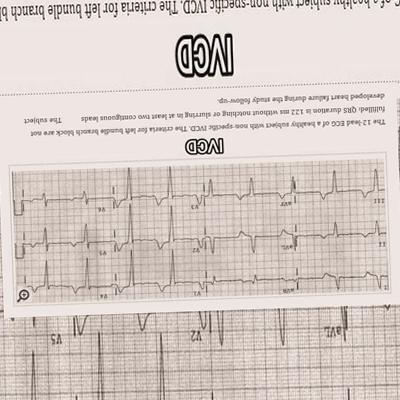 aVL V2 V5
I aVR V1 V4
II aVL V2 V5
III aVF V3 V6
IVCD
12-lead ECG of a healthy subject with non-specific IVCD. The criteria for left bundle branch block are not
fulfilled: QRS duration is 122 ms without notching or slurring in at least two contiguous leads The subject
developed heart failure during the study follow-up.
IVCD
of a healthy subject with non-specific IVCD. The criteria for left bundle branch